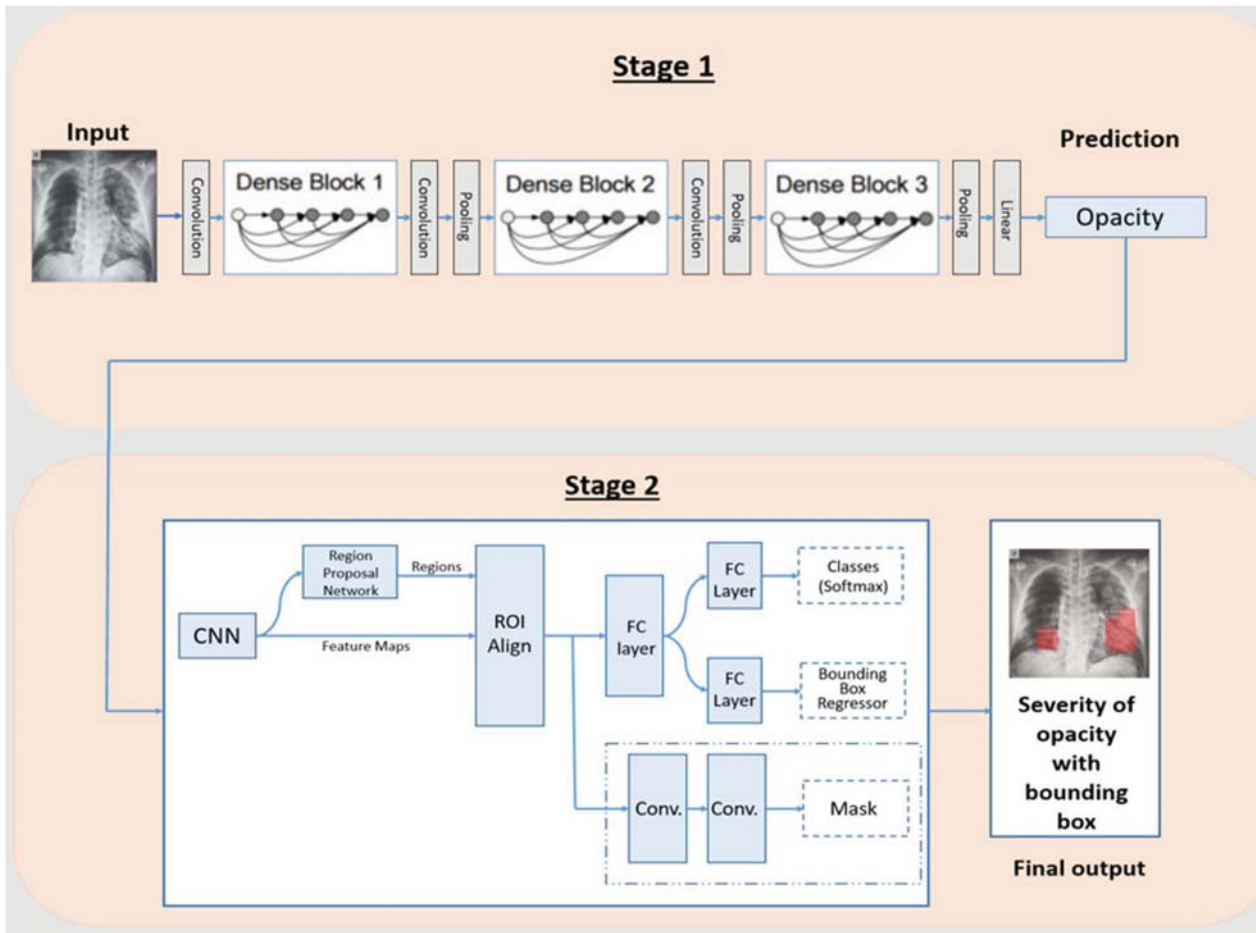 Stage 1
Input
Prediction
Convolution
Dense Block 1
Convolution
Pooling
Dense Block 2
Convolution
Pooling
Dense Block 3
Pooling
Linear
Opacity
Stage 2
CNN
Region
Proposal
Network
Regions
Feature Maps
ROI
Align
FC
layer
FC
Layer
Classes
(Softmax)
FC
Layer
Bounding
Box
Regressor
Conv.
Conv.
Mask
Severity of
opacity
with
bounding
box
Final output